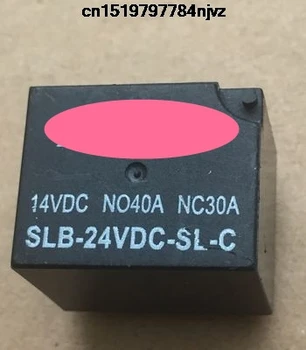 cn1519797784njvz
14VDC NO40A NC30A
SLB-24VDC-SL-C